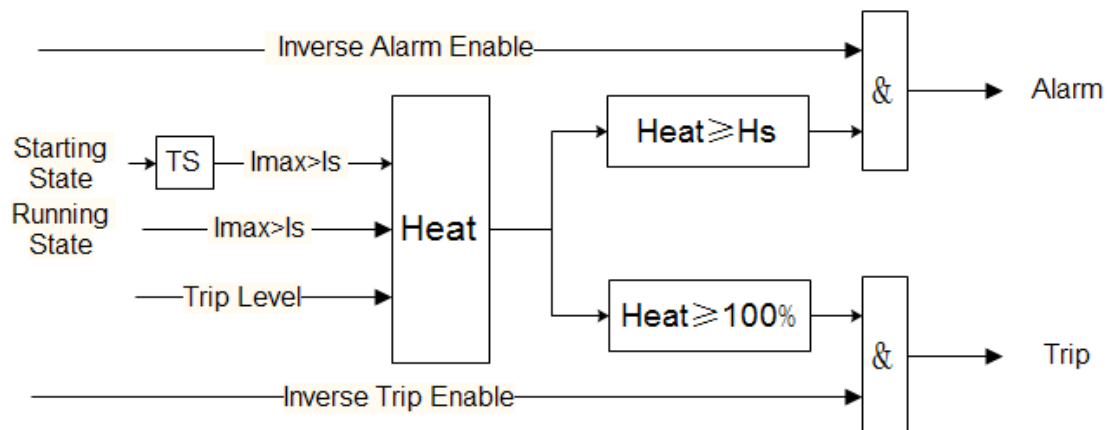 Inverse Alarm Enable
&
Alarm
Heat≥Hs
Starting
State
TS
Imax>Is
Running
State
Imax>Is
Heat
Trip Level
Heat≥100%
&
Trip
Inverse Trip Enable